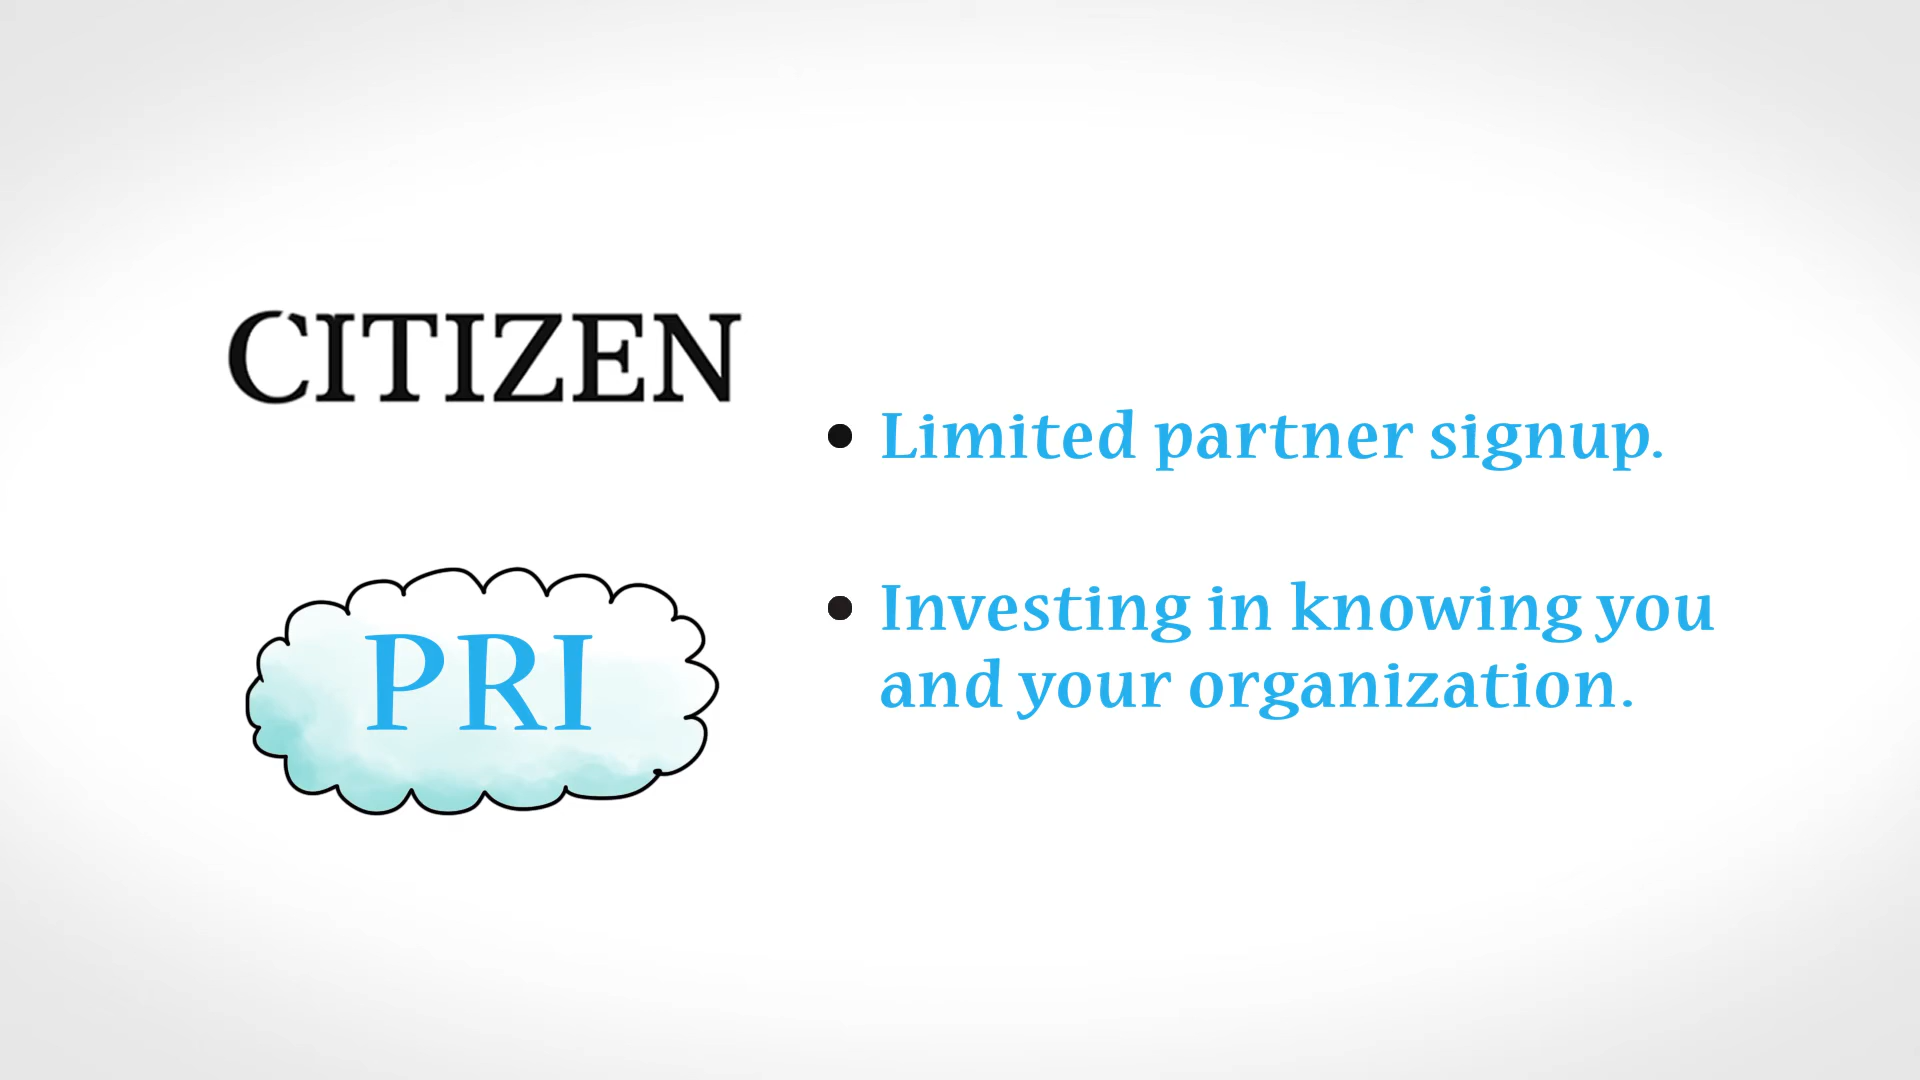 CITIZEN
PRI
• Limited partner signup.
• Investing in knowing you
and your organization.